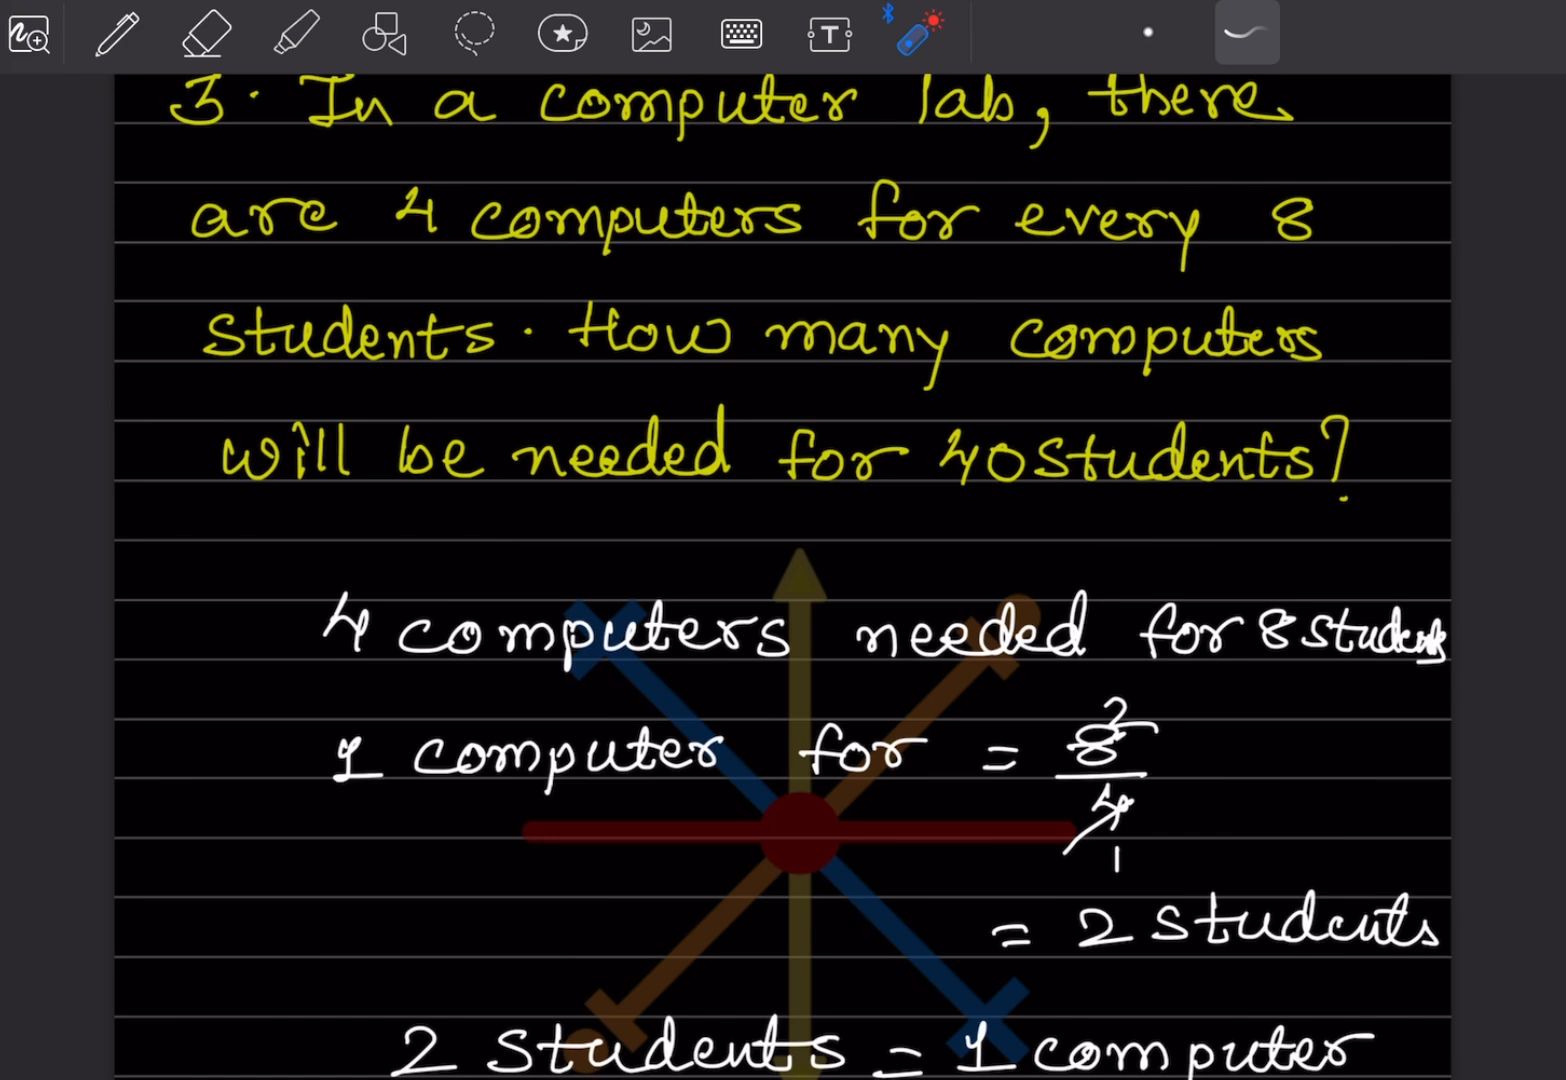 3. In a computer lab, there
are 4 computers for every 8
students. How many computers
will be needed for 40 students?
4 computers needed for 8 students
1 computer for = 8/4
2
1
= 2 students
2 students = 1 computer